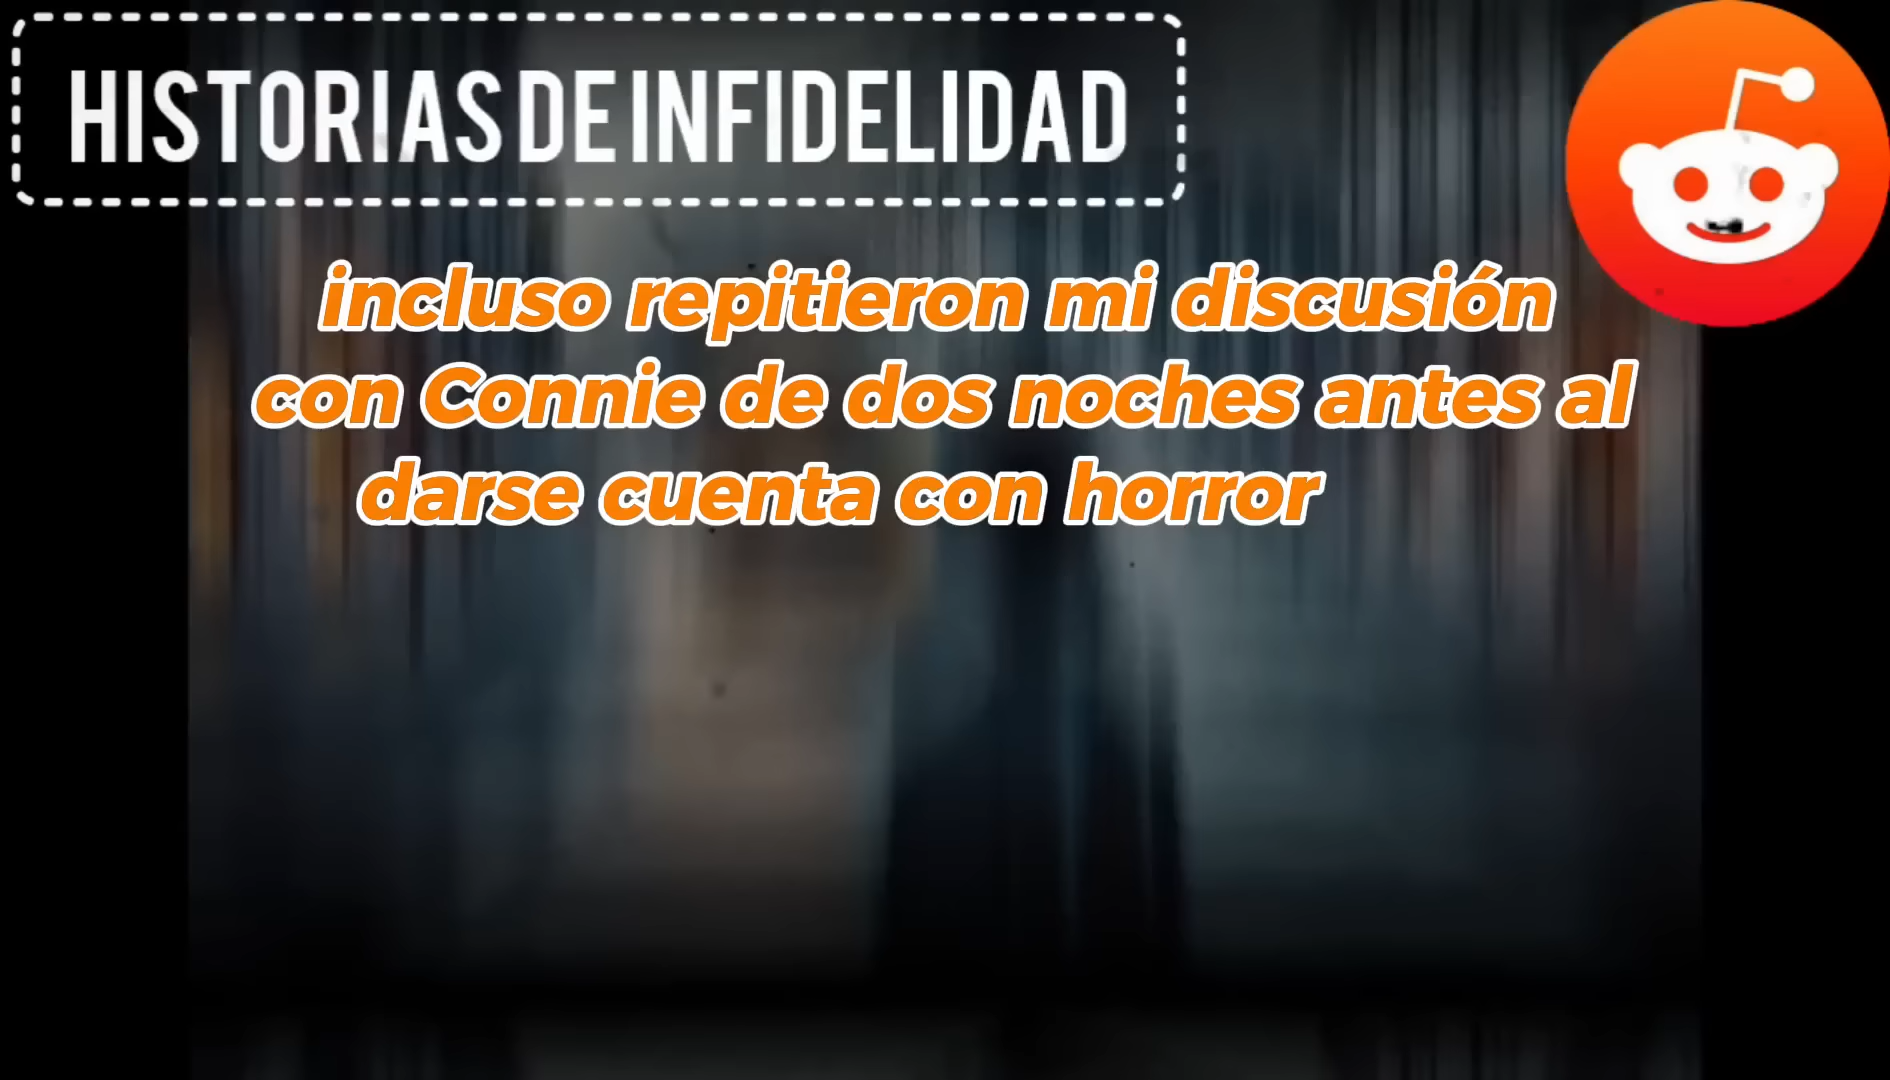 HISTORIAS DE INFIDELIDAD
incluso repitieron mi discusión
con Connie de dos noches antes al
darse cuenta con horror